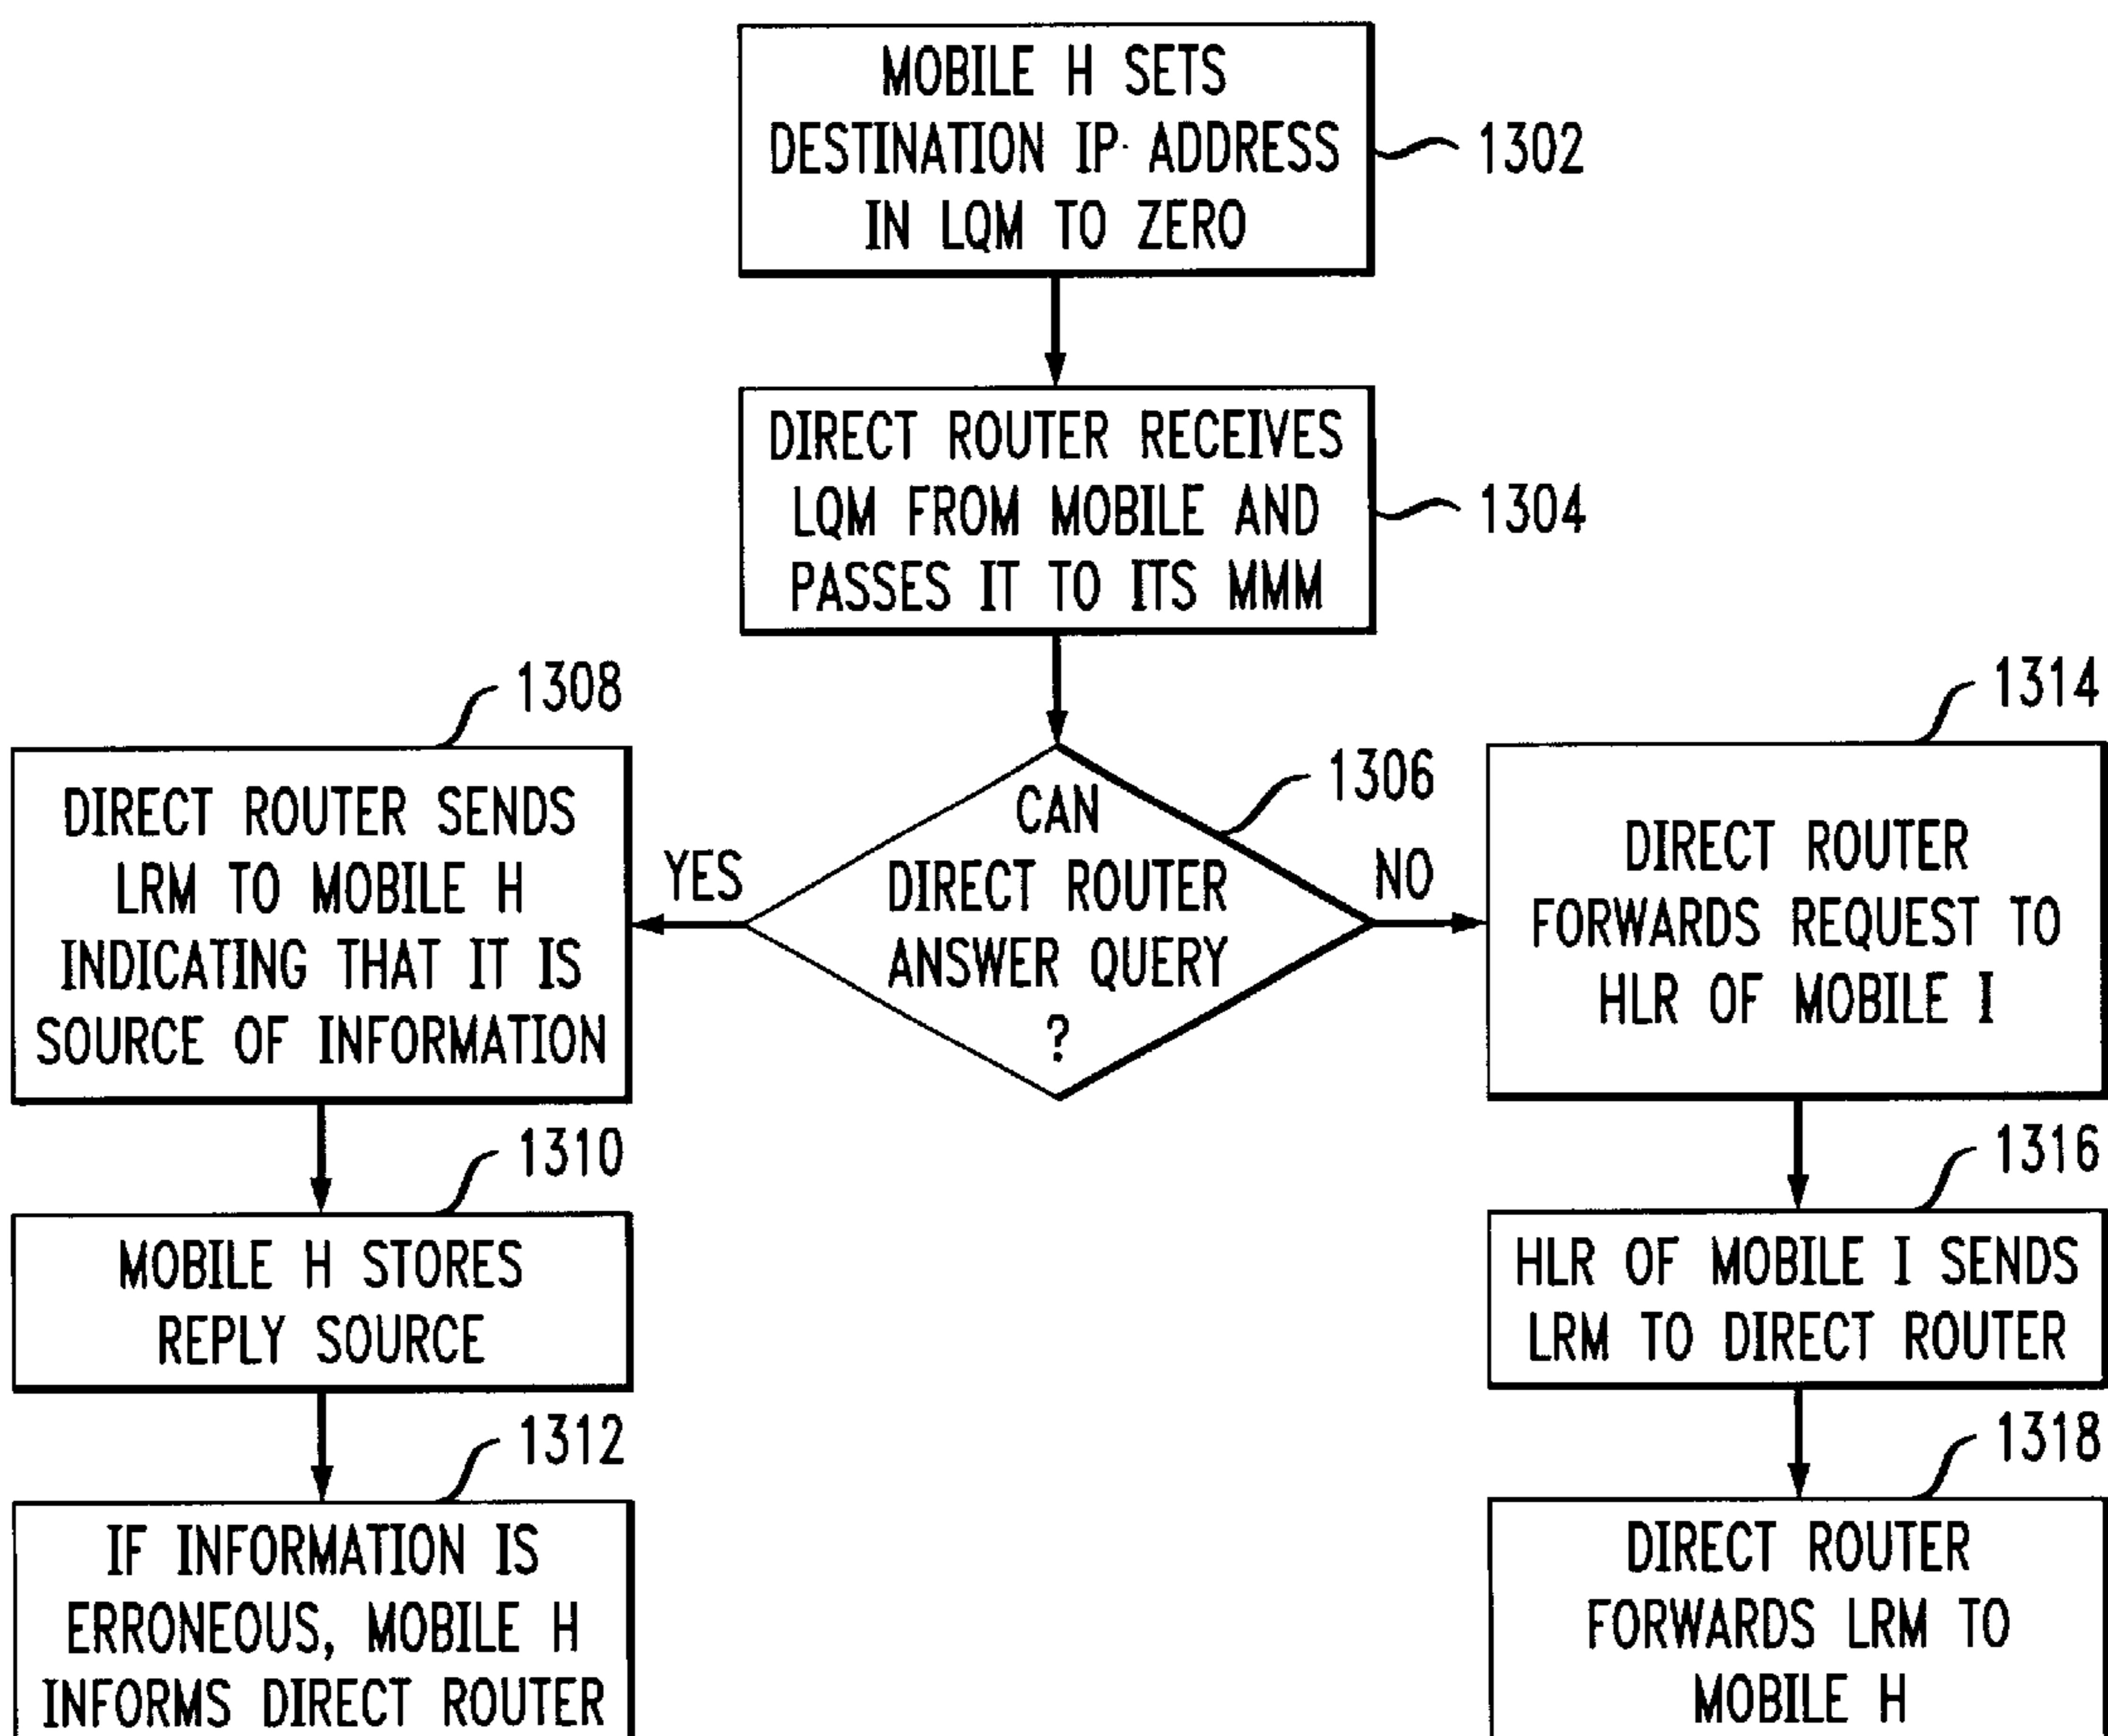 MOBILE H SETS
DESTINATION IP ADDRESS
IN LQM TO ZERO
1302
DIRECT ROUTER RECEIVES
LQM FROM MOBILE AND
PASSES IT TO ITS MMM
1304
CAN
DIRECT ROUTER
ANSWER QUERY
?
1306
YES
NO
1308
DIRECT ROUTER SENDS
LRM TO MOBILE H
INDICATING THAT IT IS
SOURCE OF INFORMATION
1310
MOBILE H STORES
REPLY SOURCE
1312
IF INFORMATION IS
ERRONEOUS, MOBILE H
INFORMS DIRECT ROUTER
1314
DIRECT ROUTER
FORWARDS REQUEST TO
HLR OF MOBILE I
1316
HLR OF MOBILE I SENDS
LRM TO DIRECT ROUTER
1318
DIRECT ROUTER
FORWARDS LRM TO
MOBILE H